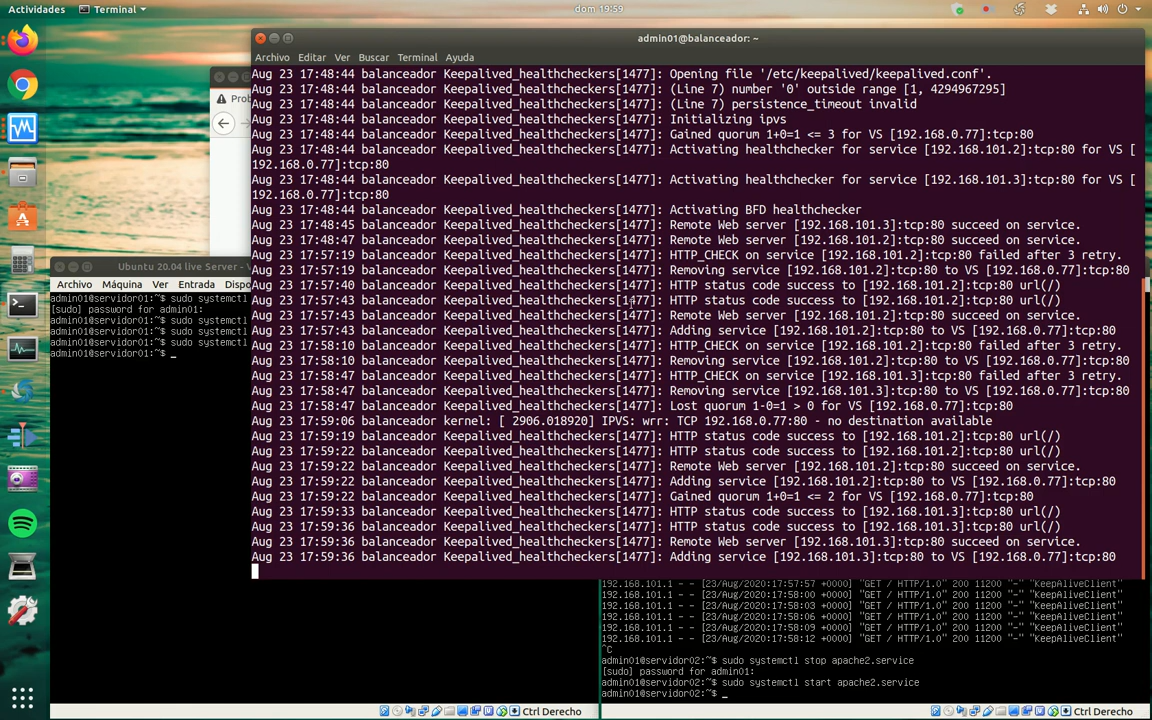 Actividades
Terminal
dom 19:59
admin01@balanceador: ~
Archivo Editar Ver Buscar Terminal Ayuda
Aug 23 17:48:44 balanceador Keepalived_healthcheckers[1477]: Opening file '/etc/keepalived/keepalived.conf'.
Aug 23 17:48:44 balanceador Keepalived_healthcheckers[1477]: (Line 7) number '0' outside range [1, 4294967295]
Aug 23 17:48:44 balanceador Keepalived_healthcheckers[1477]: (Line 7) persistence_timeout invalid
Aug 23 17:48:44 balanceador Keepalived_healthcheckers[1477]: Initializing ipvs
Aug 23 17:48:44 balanceador Keepalived_healthcheckers[1477]: Gained quorum 1+0=1 <= 3 for VS [192.168.0.77]:tcp:80
Aug 23 17:48:44 balanceador Keepalived_healthcheckers[1477]: Activating healthchecker for service [192.168.101.2]:tcp:80 for VS [
192.168.0.77]:tcp:80
Aug 23 17:48:44 balanceador Keepalived_healthcheckers[1477]: Activating healthchecker for service [192.168.101.3]:tcp:80 for VS [
192.168.0.77]:tcp:80
Aug 23 17:48:44 balanceador Keepalived_healthcheckers[1477]: Activating BFD healthchecker
Aug 23 17:48:45 balanceador Keepalived_healthcheckers[1477]: Remote Web server [192.168.101.3]:tcp:80 succeed on service.
Aug 23 17:48:47 balanceador Keepalived_healthcheckers[1477]: Remote Web server [192.168.101.2]:tcp:80 succeed on service.
Aug 23 17:57:19 balanceador Keepalived_healthcheckers[1477]: HTTP_CHECK on service [192.168.101.2]:tcp:80 failed after 3 retry.
Aug 23 17:57:19 balanceador Keepalived_healthcheckers[1477]: Removing service [192.168.101.2]:tcp:80 to VS [192.168.0.77]:tcp:80
Aug 23 17:57:40 balanceador Keepalived_healthcheckers[1477]: HTTP status code success to [192.168.101.2]:tcp:80 url(/)
Aug 23 17:57:43 balanceador Keepalived_healthcheckers[1477]: HTTP status code success to [192.168.101.2]:tcp:80 url(/)
Aug 23 17:57:43 balanceador Keepalived_healthcheckers[1477]: Remote Web server [192.168.101.2]:tcp:80 succeed on service.
Aug 23 17:57:43 balanceador Keepalived_healthcheckers[1477]: Adding service [192.168.101.2]:tcp:80 to VS [192.168.0.77]:tcp:80
Aug 23 17:58:10 balanceador Keepalived_healthcheckers[1477]: HTTP_CHECK on service [192.168.101.2]:tcp:80 failed after 3 retry.
Aug 23 17:58:10 balanceador Keepalived_healthcheckers[1477]: Removing service [192.168.101.2]:tcp:80 to VS [192.168.0.77]:tcp:80
Aug 23 17:58:47 balanceador Keepalived_healthcheckers[1477]: HTTP_CHECK on service [192.168.101.3]:tcp:80 failed after 3 retry.
Aug 23 17:58:47 balanceador Keepalived_healthcheckers[1477]: Removing service [192.168.101.3]:tcp:80 to VS [192.168.0.77]:tcp:80
Aug 23 17:58:47 balanceador Keepalived_healthcheckers[1477]: Lost quorum 1-0=1 > 0 for VS [192.168.0.77]:tcp:80
Aug 23 17:59:06 balanceador kernel: [ 2906.018920] IPVS: wrr: TCP 192.168.0.77:80 - no destination available
Aug 23 17:59:19 balanceador Keepalived_healthcheckers[1477]: HTTP status code success to [192.168.101.2]:tcp:80 url(/)
Aug 23 17:59:22 balanceador Keepalived_healthcheckers[1477]: HTTP status code success to [192.168.101.2]:tcp:80 url(/)
Aug 23 17:59:22 balanceador Keepalived_healthcheckers[1477]: Remote Web server [192.168.101.2]:tcp:80 succeed on service.
Aug 23 17:59:22 balanceador Keepalived_healthcheckers[1477]: Adding service [192.168.101.2]:tcp:80 to VS [192.168.0.77]:tcp:80
Aug 23 17:59:22 balanceador Keepalived_healthcheckers[1477]: Gained quorum 1+0=1 <= 2 for VS [192.168.0.77]:tcp:80
Aug 23 17:59:33 balanceador Keepalived_healthcheckers[1477]: HTTP status code success to [192.168.101.3]:tcp:80 url(/)
Aug 23 17:59:36 balanceador Keepalived_healthcheckers[1477]: HTTP status code success to [192.168.101.3]:tcp:80 url(/)
Aug 23 17:59:36 balanceador Keepalived_healthcheckers[1477]: Remote Web server [192.168.101.3]:tcp:80 succeed on service.
Aug 23 17:59:36 balanceador Keepalived_healthcheckers[1477]: Adding service [192.168.101.3]:tcp:80 to VS [192.168.0.77]:tcp:80
Prob
Ubuntu 20.04 live Server - V
Archivo Máquina Ver Entrada Dispo
admin01@servidor01:~$ sudo systemctl
[sudo] password for admin01:
admin01@servidor01:~$ sudo systemctl
admin01@servidor01:~$ sudo systemctl
admin01@servidor01:~$ sudo systemctl
admin01@servidor01:~$ _
192.168.101.1 - - [23/Aug/2020:17:57:57 +0000] "GET / HTTP/1.0" 200 11200 "-" "KeepAliveClient"
192.168.101.1 - - [23/Aug/2020:17:58:00 +0000] "GET / HTTP/1.0" 200 11200 "-" "KeepAliveClient"
192.168.101.1 - - [23/Aug/2020:17:58:03 +0000] "GET / HTTP/1.0" 200 11200 "-" "KeepAliveClient"
192.168.101.1 - - [23/Aug/2020:17:58:06 +0000] "GET / HTTP/1.0" 200 11200 "-" "KeepAliveClient"
192.168.101.1 - - [23/Aug/2020:17:58:09 +0000] "GET / HTTP/1.0" 200 11200 "-" "KeepAliveClient"
192.168.101.1 - - [23/Aug/2020:17:58:12 +0000] "GET / HTTP/1.0" 200 11200 "-" "KeepAliveClient"
^C
admin01@servidor02:~$ sudo systemctl stop apache2.service
[sudo] password for admin01:
admin01@servidor02:~$ sudo systemctl start apache2.service
admin01@servidor02:~$ _
Ctrl Derecho
Ctrl Derecho